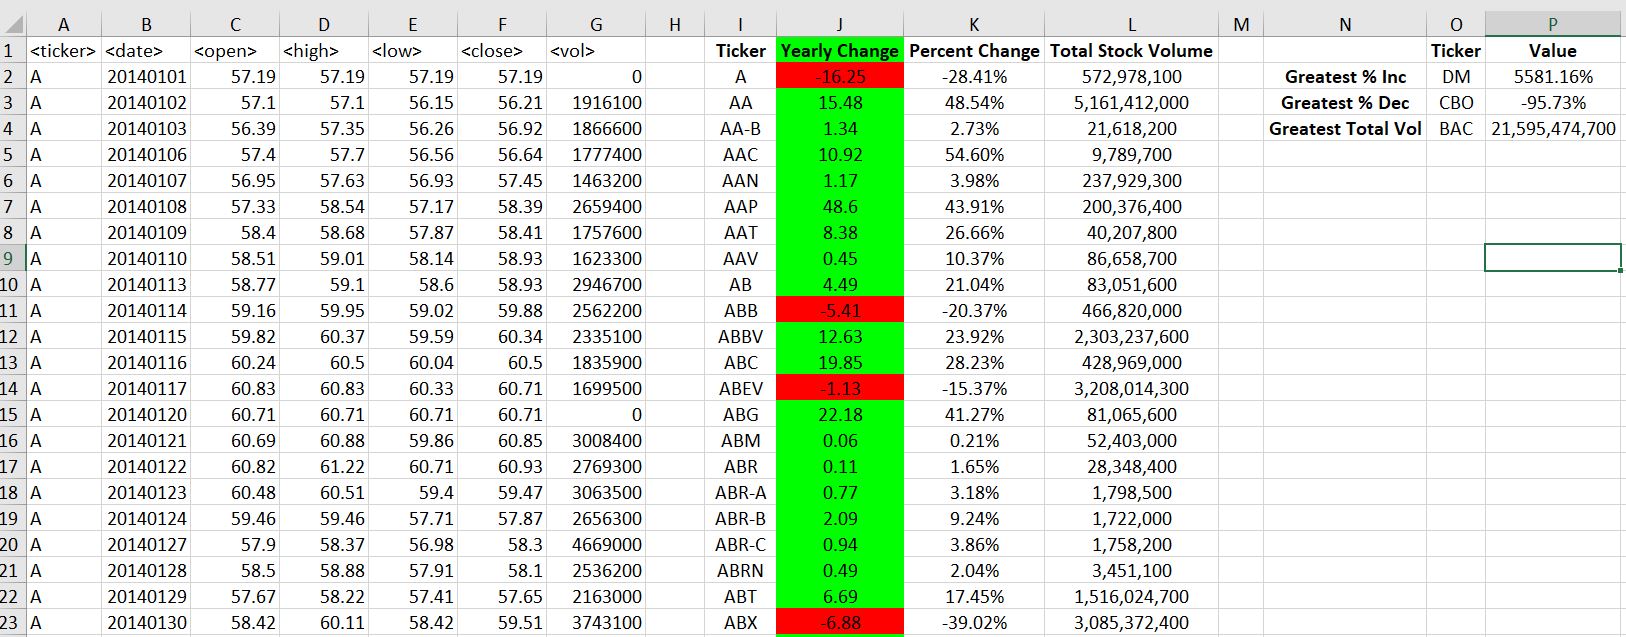 A B C D E F G H I J K L M N O P
1 <ticker> <date> <open> <high> <low> <close> <vol> Ticker Yearly Change Percent Change Total Stock Volume Ticker Value
2 A 20140101 57.19 57.19 57.19 57.19 0 A -16.25 -28.41% 572,978,100 Greatest % Inc DM 5581.16%
3 A 20140102 57.1 57.1 56.15 56.21 1916100 AA 15.48 48.54% 5,161,412,000 Greatest % Dec CBO -95.73%
4 A 20140103 56.39 57.35 56.26 56.92 1866600 AA-B 1.34 2.73% 21,618,200 Greatest Total Vol BAC 21,595,474,700
5 A 20140106 57.4 57.7 56.56 56.64 1777400 AAC 10.92 54.60% 9,789,700
6 A 20140107 56.95 57.63 56.93 57.45 1463200 AAN 1.17 3.98% 237,929,300
7 A 20140108 57.33 58.54 57.17 58.39 2659400 AAP 48.6 43.91% 200,376,400
8 A 20140109 58.4 58.68 57.87 58.41 1757600 AAT 8.38 26.66% 40,207,800
9 A 20140110 58.51 59.01 58.14 58.93 1623300 AAV 0.45 10.37% 86,658,700
10 A 20140113 58.77 59.1 58.6 58.93 2946700 AB 4.49 21.04% 83,051,600
11 A 20140114 59.16 59.95 59.02 59.88 2562200 ABB -5.41 -20.37% 466,820,000
12 A 20140115 59.82 60.37 59.59 60.34 2335100 ABBV 12.63 23.92% 2,303,237,600
13 A 20140116 60.24 60.5 60.04 60.5 1835900 ABC 19.85 28.23% 428,969,000
14 A 20140117 60.83 60.83 60.33 60.71 1699500 ABEV -1.13 -15.37% 3,208,014,300
15 A 20140120 60.71 60.71 60.71 60.71 0 ABG 22.18 41.27% 81,065,600
16 A 20140121 60.69 60.88 59.86 60.85 3008400 ABM 0.06 0.21% 52,403,000
17 A 20140122 60.82 61.22 60.71 60.93 2769300 ABR 0.11 1.65% 28,348,400
18 A 20140123 60.48 60.51 59.4 59.47 3063500 ABR-A 0.77 3.18% 1,798,500
19 A 20140124 59.46 59.46 57.71 57.87 2656300 ABR-B 2.09 9.24% 1,722,000
20 A 20140127 57.9 58.37 56.98 58.3 4669000 ABR-C 0.94 3.86% 1,758,200
21 A 20140128 58.5 58.88 57.91 58.1 2536200 ABRN 0.49 2.04% 3,451,100
22 A 20140129 57.67 58.22 57.41 57.65 2163000 ABT 6.69 17.45% 1,516,024,700
23 A 20140130 58.42 60.11 58.42 59.51 3743100 ABX -6.88 -39.02% 3,085,372,400